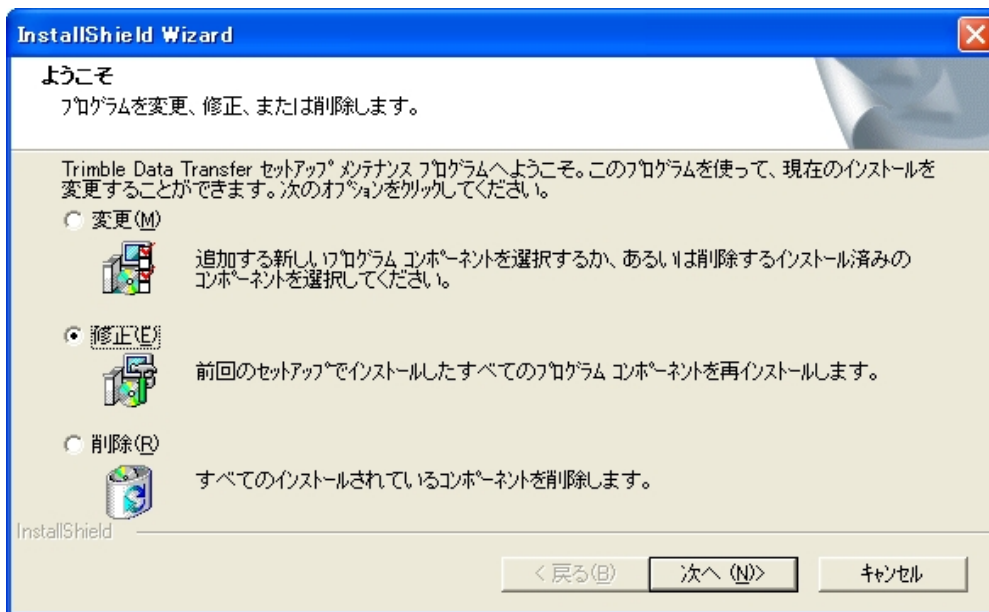 InstallShield Wizard
ようこそ
プログラムを変更、修正、または削除します。
Trimble Data Transfer セットアップ メンテナンス プログラムへようこそ。このプログラムを使って、現在のインストールを
変更することができます。次のオプションをクリックしてください。
変更(M)
追加する新しいプログラム コンポーネントを選択するか、あるいは削除するインストール済みの
コンポーネントを選択してください。
修正(E)
前回のセットアップでインストールしたすべてのプログラム コンポーネントを再インストールします。
削除(R)
すべてのインストールされているコンポーネントを削除します。
InstallShield
< 戻る(B)
次へ (N)>
キャンセル